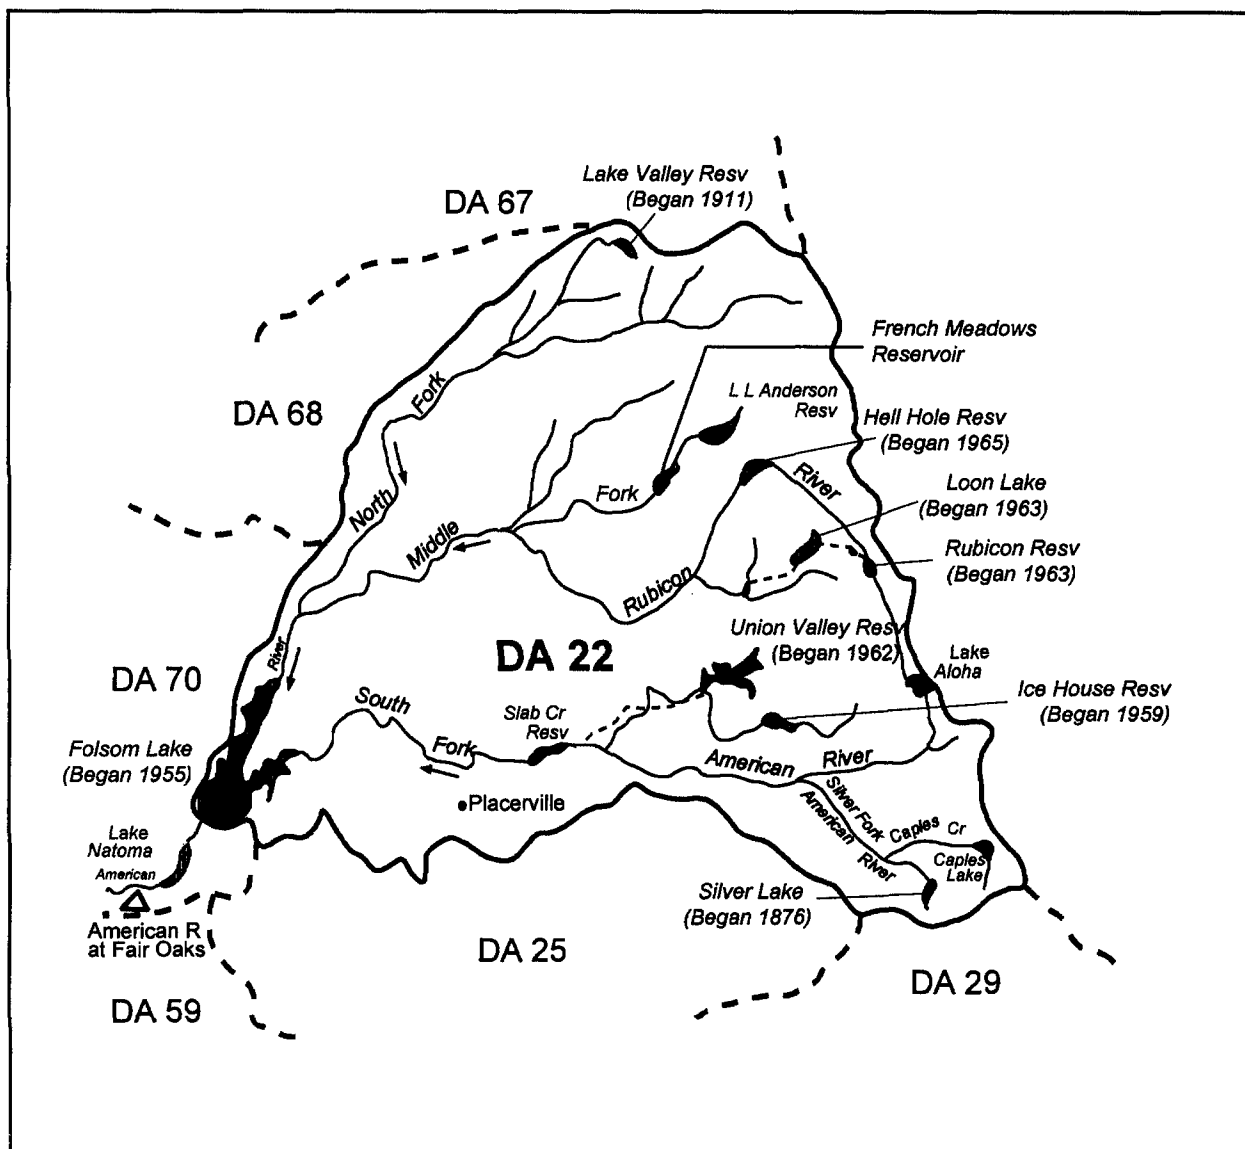 Lake Valley Resv
(Began 1911)
DA 67
French Meadows
Reservoir
L L Anderson
Resv
DA 68
Fork
Hell Hole Resv
(Began 1965)
River
Loon Lake
(Began 1963)
Fork
North
Middle
Rubicon Resv
(Began 1963)
Rubicon
Union Valley Resv
(Began 1962)
DA 22
River
Lake
Aloha
DA 70
Ice House Resv
(Began 1959)
South
Slab Cr
Resv
Folsom Lake
(Began 1955)
Fork
American
River
Placerville
Silver Fork
American
River
Caples
Cr
Caples
Lake
Lake
Natoma
American
Silver Lake
(Began 1876)
American R
at Fair Oaks
DA 25
DA 29
DA 59